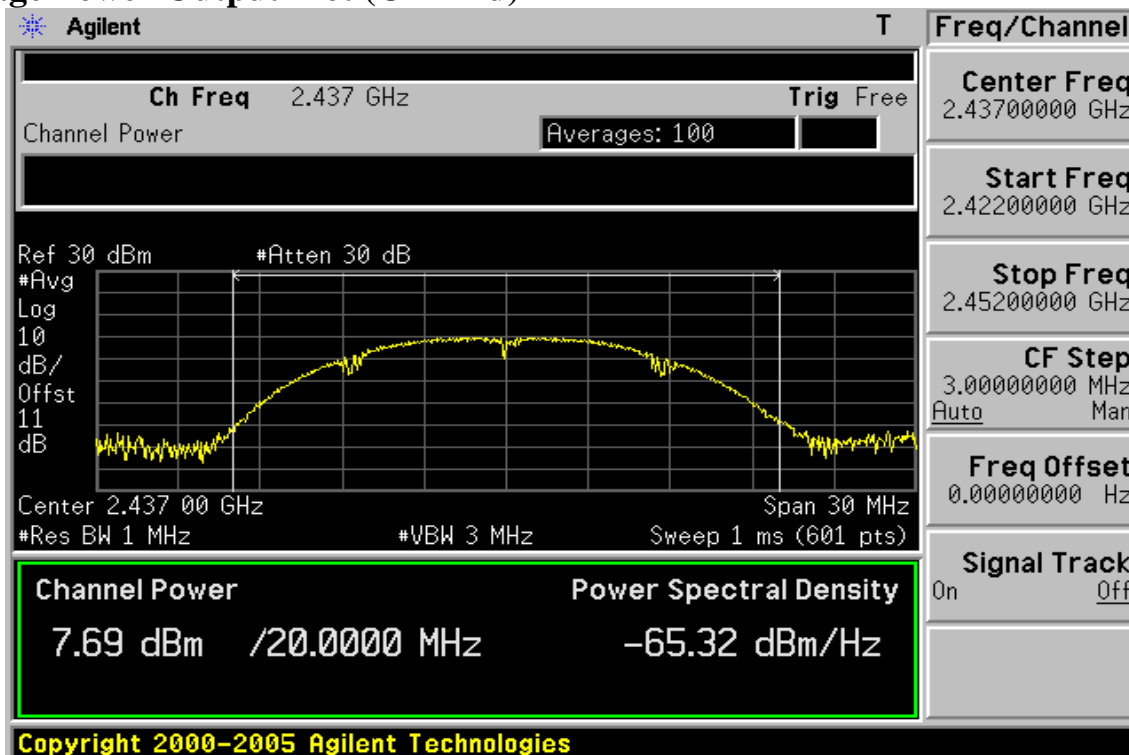 Power Output Plot (CH Mid)
Agilent T
Ch Freq 2.437 GHz Trig Free
Channel Power Averages: 100
Ref 30 dBm #Atten 30 dB
#Avg
Log
10
dB/
Offst
11
dB
Center 2.437 00 GHz Span 30 MHz
#Res BW 1 MHz #VBW 3 MHz Sweep 1 ms (601 pts)
Channel Power Power Spectral Density
7.69 dBm /20.0000 MHz -65.32 dBm/Hz
Copyright 2000-2005 Agilent Technologies
Freq/Channel
Center Freq
2.43700000 GHz
Start Freq
2.42200000 GHz
Stop Freq
2.45200000 GHz
CF Step
3.00000000 MHz
Auto Man
Freq Offset
0.00000000 Hz
Signal Track
On Off